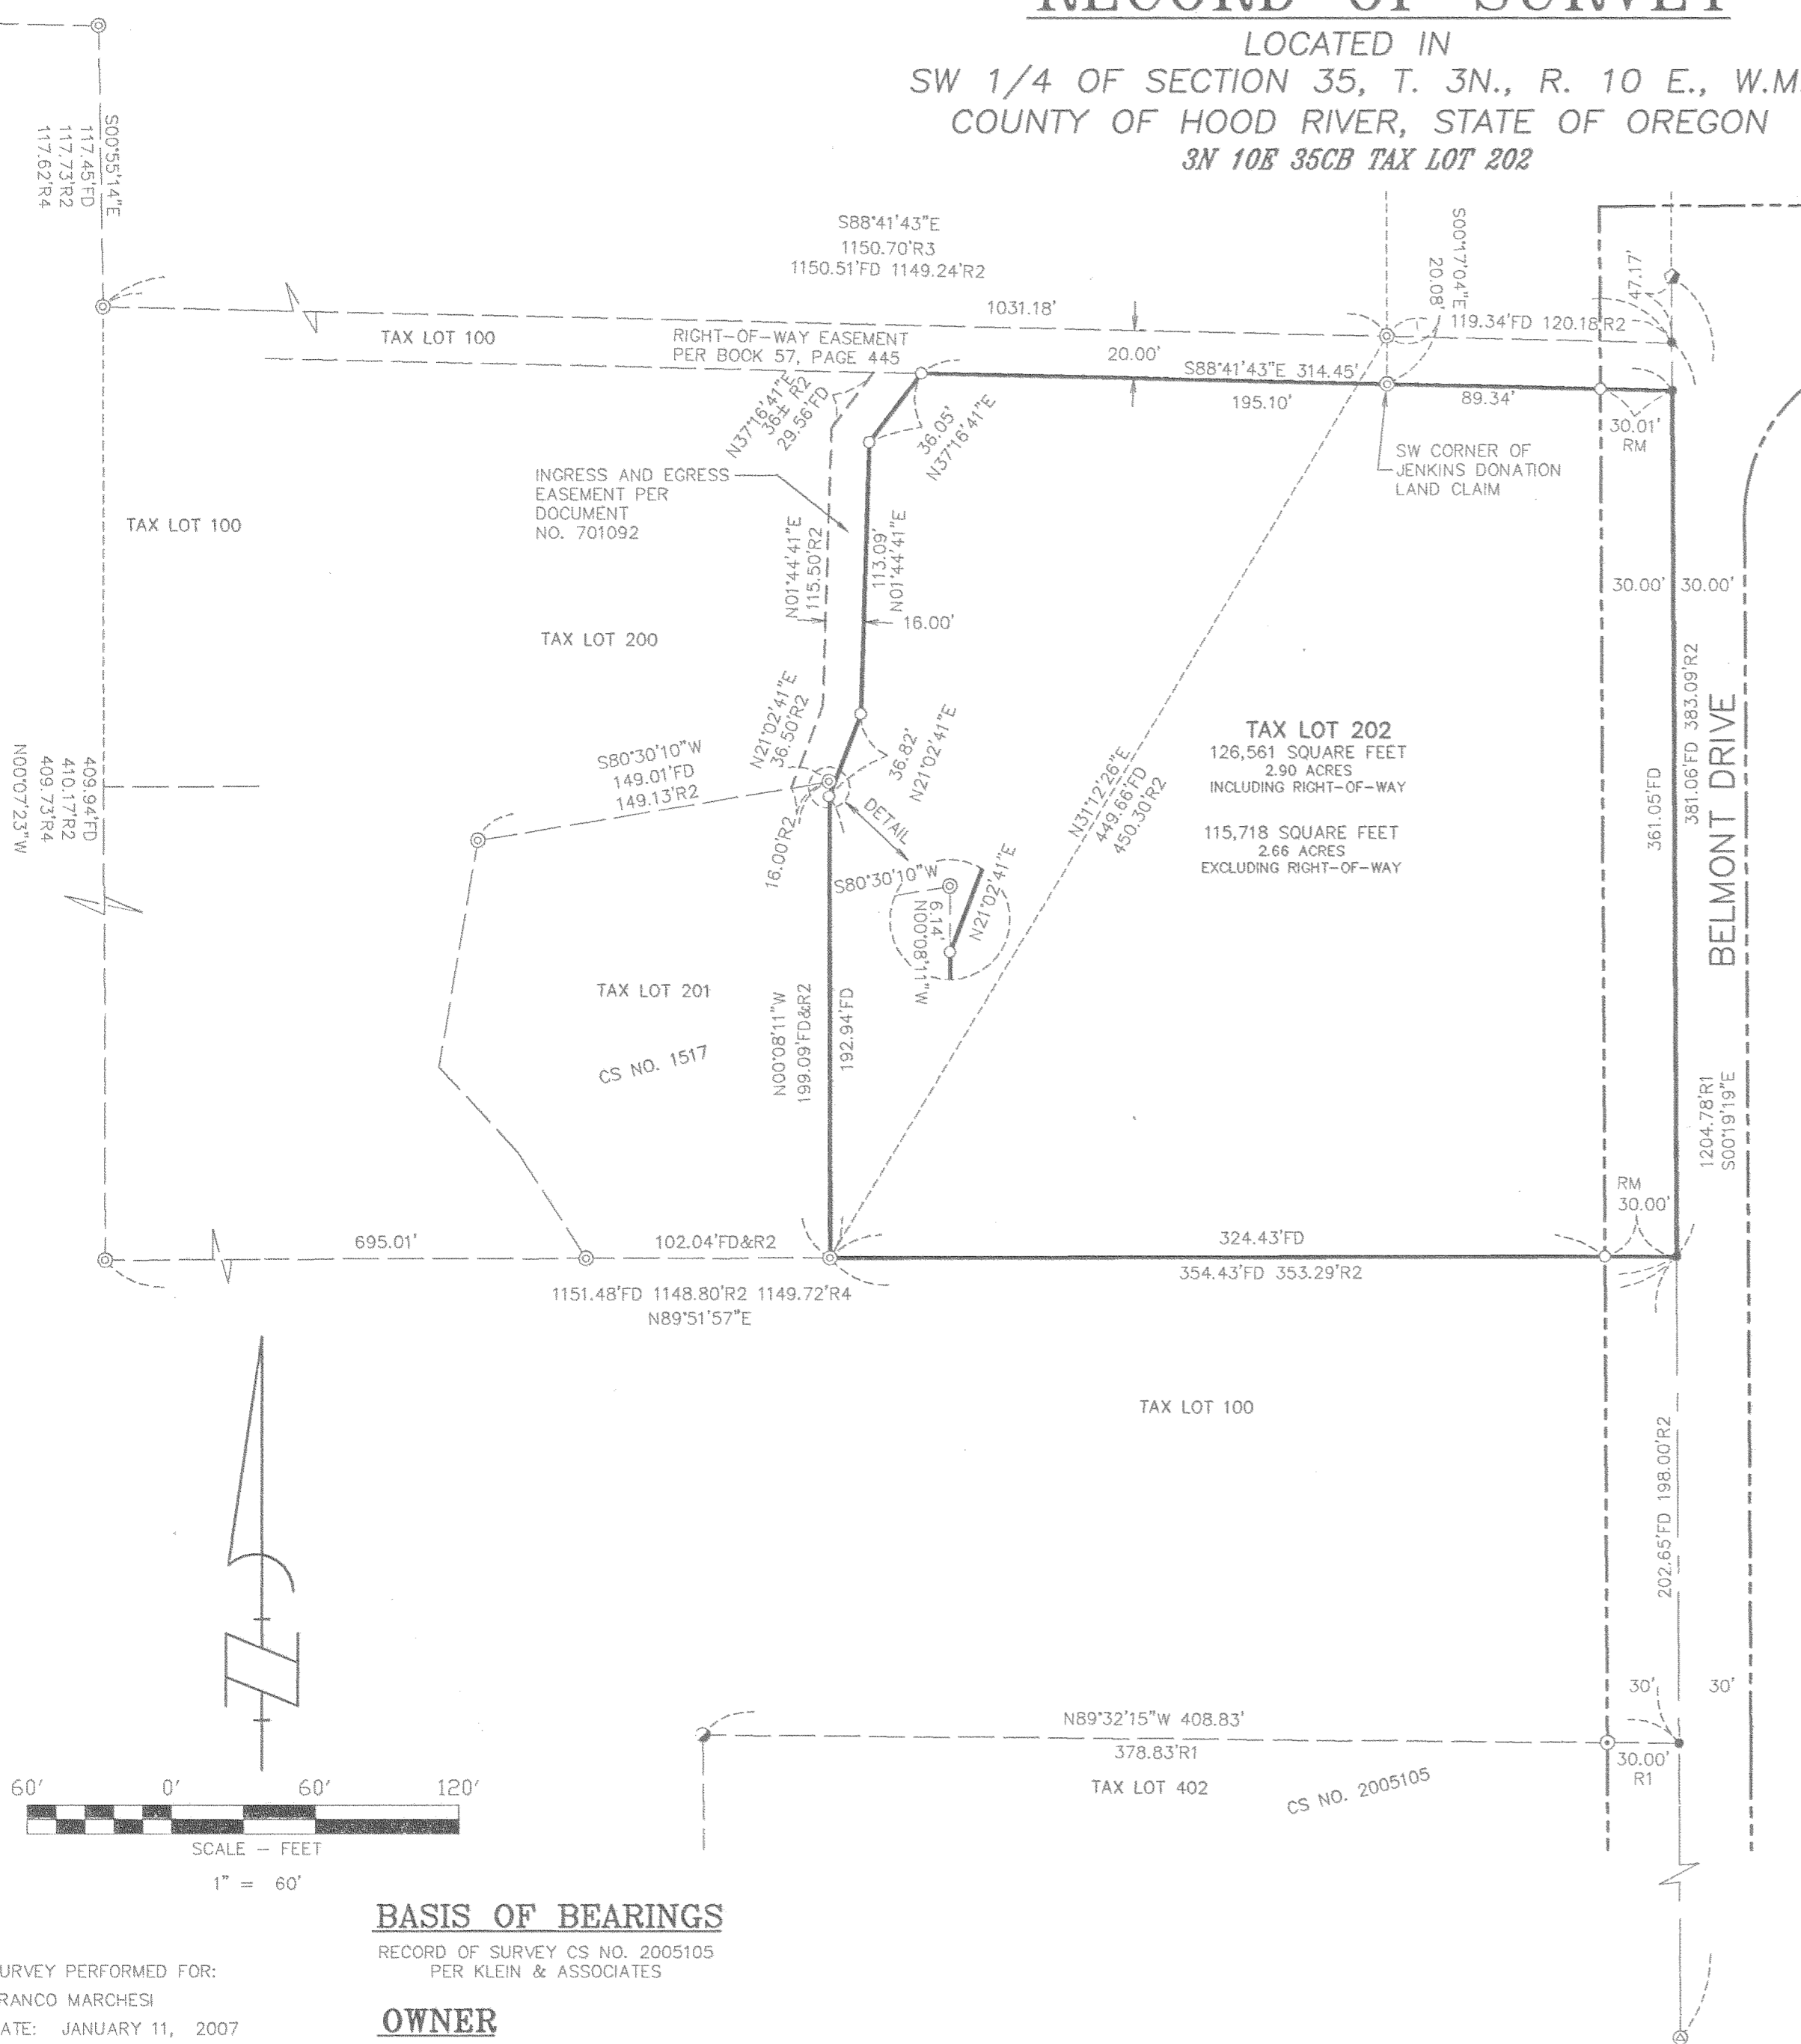 RECORD OF SURVEY
LOCATED IN
SW 1/4 OF SECTION 35, T. 3N., R. 10 E., W.M.
COUNTY OF HOOD RIVER, STATE OF OREGON
3N 10E 35CB TAX LOT 202
S00°55'14"E
117.45'FD
117.73'R2
117.62'R4
S88°41'43"E
1150.70'R3
1150.51'FD 1149.24'R2
1031.18'
S00°17'04"E
20.08'
47.17'
119.34'FD 120.18'R2
TAX LOT 100
RIGHT-OF-WAY EASEMENT
PER BOOK 57, PAGE 445
20.00'
S88°41'43"E 314.45'
195.10'
89.34'
30.01'
RM
N37°16'41"E
36± R2
29.56'FD
36.05'
N37°16'41"E
SW CORNER OF
JENKINS DONATION
LAND CLAIM
INGRESS AND EGRESS
EASEMENT PER
DOCUMENT
NO. 701092
TAX LOT 100
N01°44'41"E
115.50'R2
113.09'
N01°44'41"E
16.00'
30.00'
30.00'
TAX LOT 200
N21°02'41"E
36.50'R2
36.82'
N21°02'41"E
S80°30'10"W
149.01'FD
149.13'R2
409.94'FD
410.17'R2
409.73'R4
N00°07'23"W
16.00'R2
DETAIL
S80°30'10"W
6.14'
N00°08'11"W
N21°02'41"E
N31°12'26"E
449.66'FD
450.30'R2
TAX LOT 202
126,561 SQUARE FEET
2.90 ACRES
INCLUDING RIGHT-OF-WAY
115,718 SQUARE FEET
2.66 ACRES
EXCLUDING RIGHT-OF-WAY
361.05'FD
381.06'FD 383.09'R2
BELMONT DRIVE
TAX LOT 201
CS NO. 1517
N00°08'11"W
199.09'FD&R2
192.94'FD
1204.78'R1
S00°19'19"E
RM
30.00'
695.01'
102.04'FD&R2
324.43'FD
354.43'FD 353.29'R2
1151.48'FD 1148.80'R2 1149.72'R4
N89°51'57"E
TAX LOT 100
202.65'FD 198.00'R2
30'
30'
N89°32'15"W 408.83'
378.83'R1
30.00'
R1
TAX LOT 402
CS NO. 2005105
60' 0' 60' 120'
SCALE - FEET
1" = 60'
BASIS OF BEARINGS
RECORD OF SURVEY CS NO. 2005105
PER KLEIN & ASSOCIATES
URVEY PERFORMED FOR:
RANCO MARCHESI
ATE: JANUARY 11, 2007
OWNER